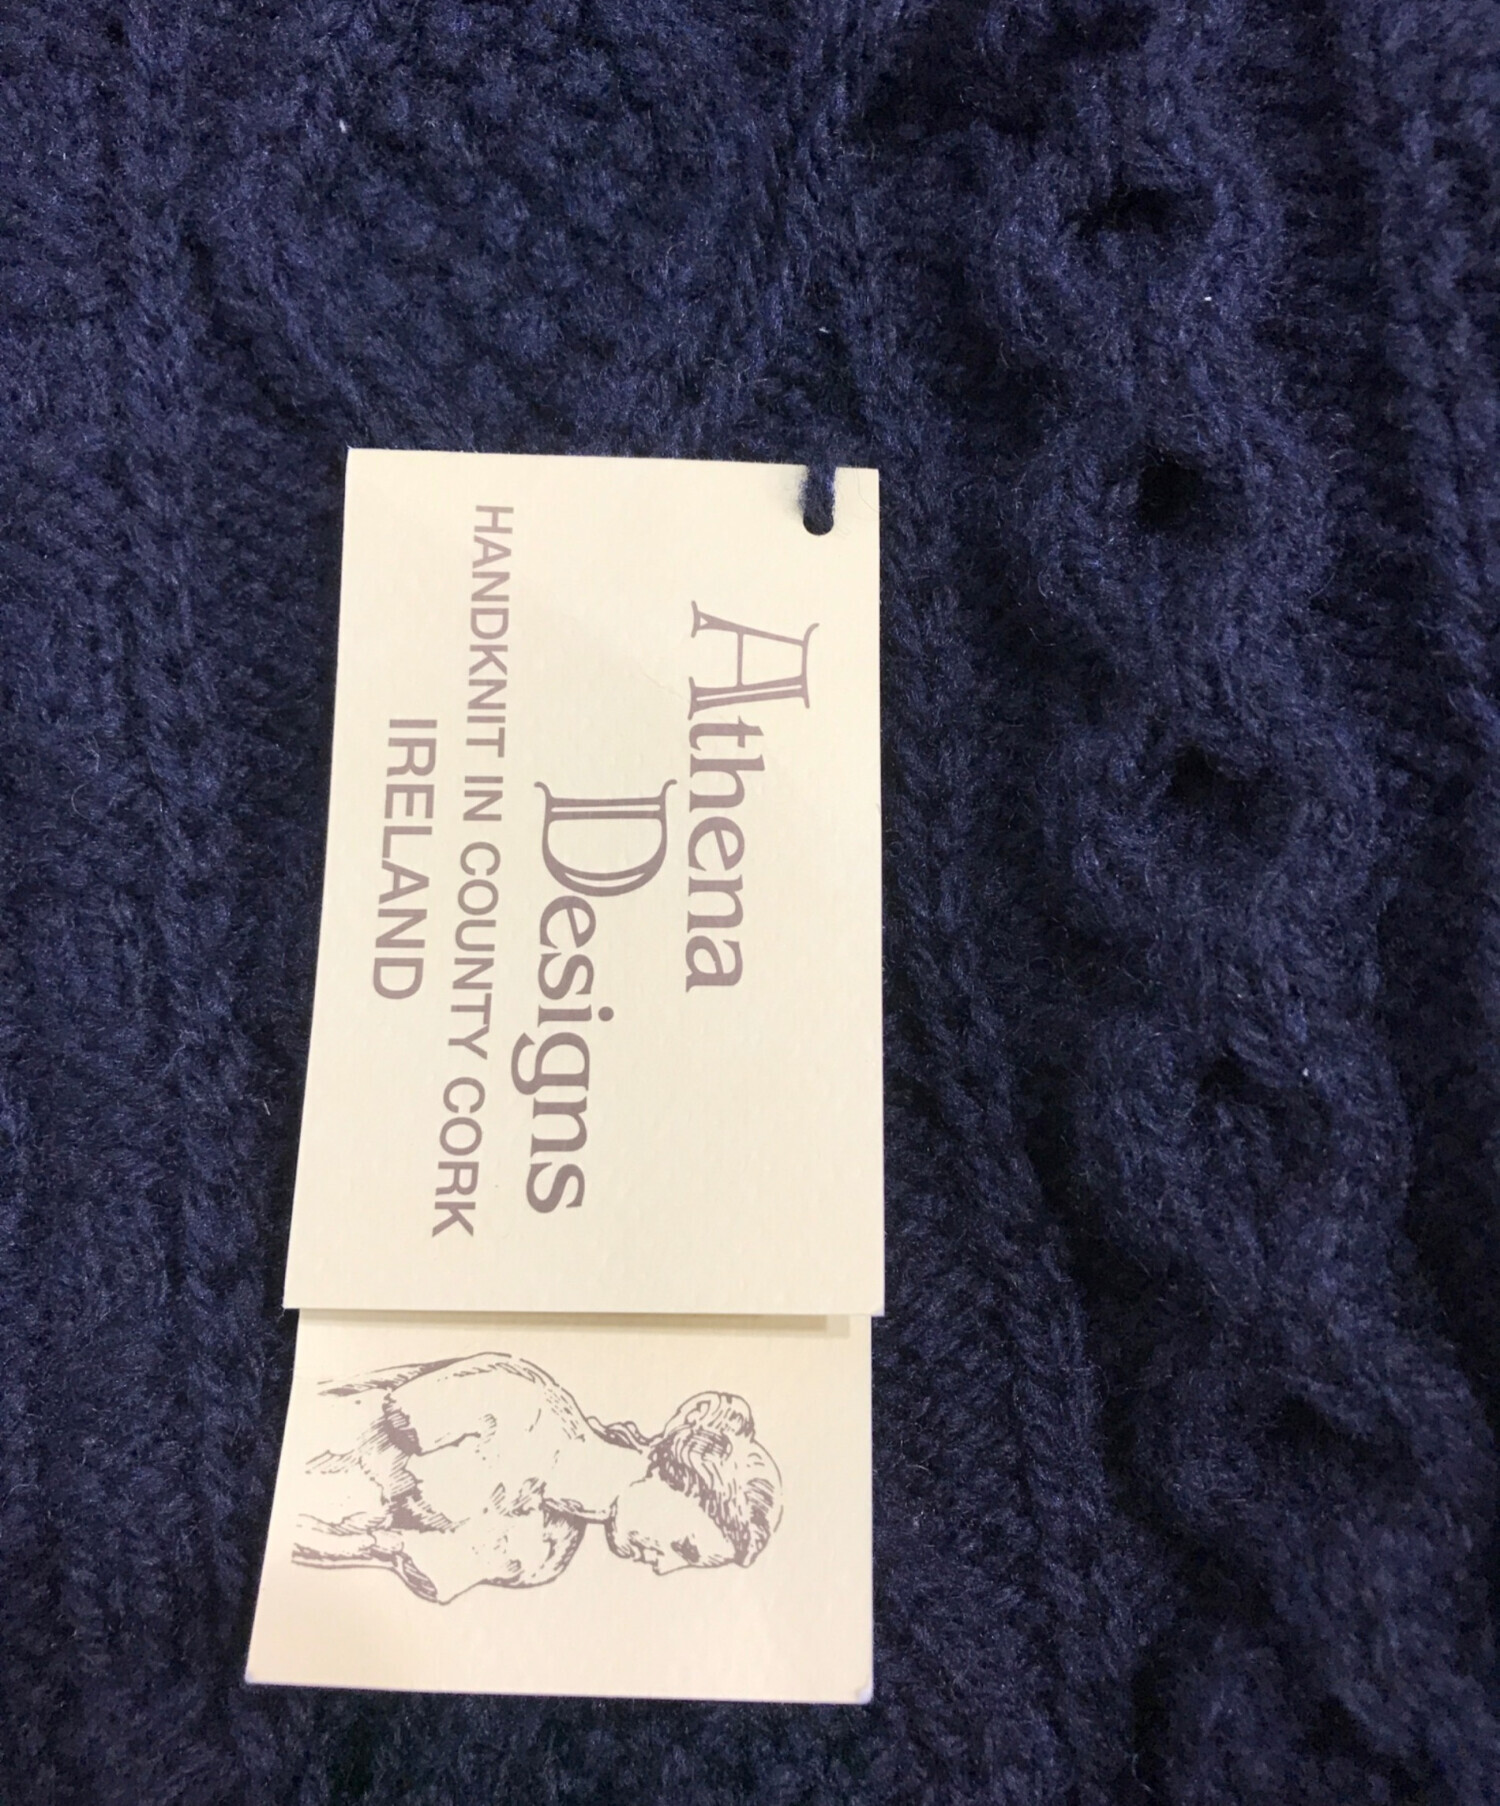 Athena
Designs
HANDKNIT IN COUNTY CORK
IRELAND